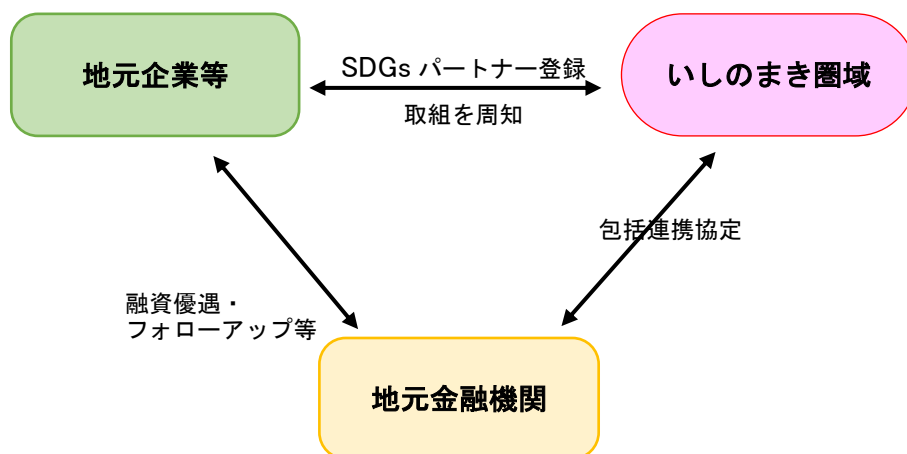 地元企業等
SDGs パートナー登録
いしのまき圏域
取組を周知
包括連携協定
融資優遇・
フォローアップ等
地元金融機関